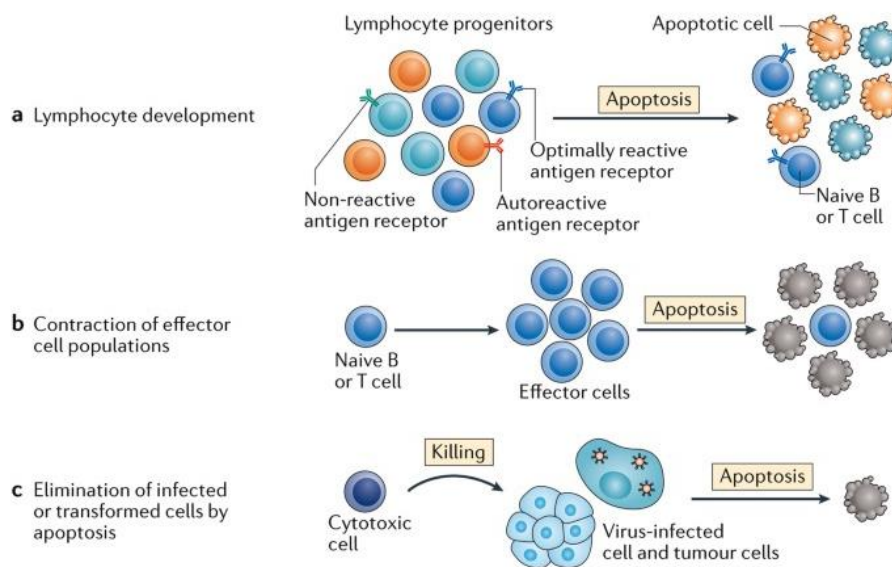 Lymphocyte progenitors
Apoptotic cell
a Lymphocyte development
Apoptosis
Optimally reactive
antigen receptor
Non-reactive
antigen receptor
Autoreactive
antigen receptor
Naive B
or T cell
b Contraction of effector
cell populations
Naive B
or T cell
Effector cells
Apoptosis
c Elimination of infected
or transformed cells by
apoptosis
Cytotoxic
cell
Killing
Virus-infected
cell and tumour cells
Apoptosis